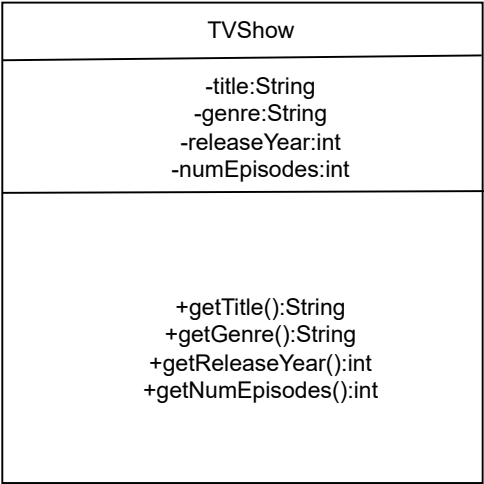 TVShow
-title:String
-genre:String
-releaseYear:int
-numEpisodes:int
+getTitle():String
+getGenre():String
+getReleaseYear():int
+getNumEpisodes():int